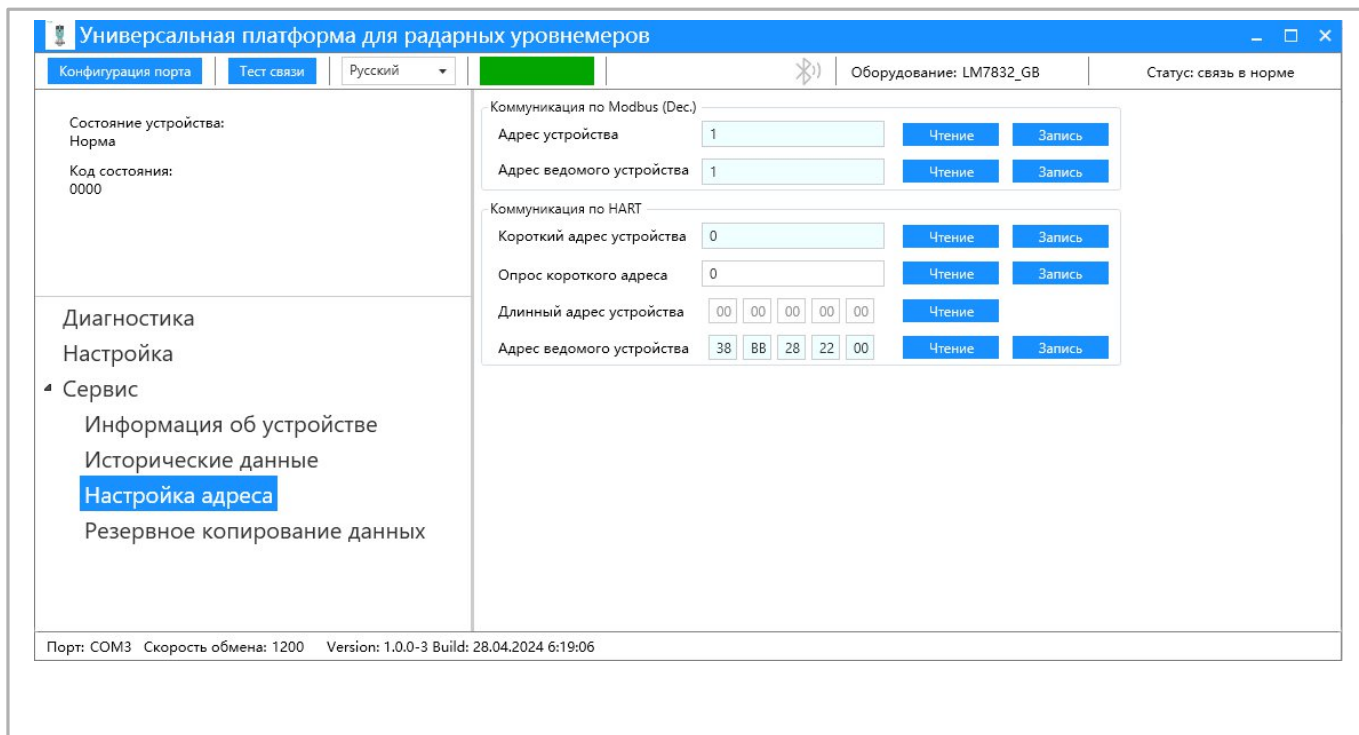 Универсальная платформа для радарных уровнемеров
Конфигурация порта Тест связи Русский Оборудование: LM7832_GB Статус: связь в норме
Состояние устройства:
Норма
Код состояния:
0000
Диагностика
Настройка
Сервис
Информация об устройстве
Исторические данные
Настройка адреса
Резервное копирование данных
Коммуникация по Modbus (Dec.)
Адрес устройства 1 Чтение Запись
Адрес ведомого устройства 1 Чтение Запись
Коммуникация по HART
Короткий адрес устройства 0 Чтение Запись
Опрос короткого адреса 0 Чтение Запись
Длинный адрес устройства 00 00 00 00 00 Чтение
Адрес ведомого устройства 38 BB 28 22 00 Чтение Запись
Порт: COM3 Скорость обмена: 1200 Version: 1.0.0-3 Build: 28.04.2024 6:19:06